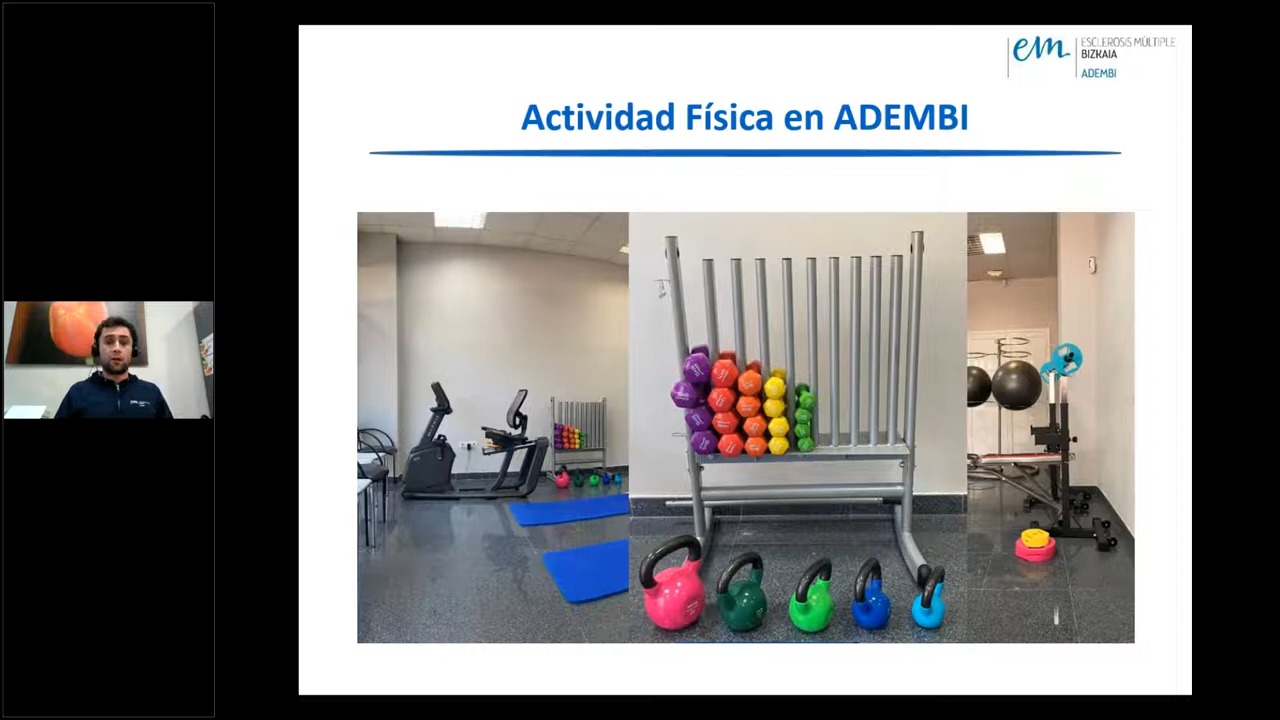 em
ESCLEROSIS MÚLTIPLE
BIZKAIA
ADEMBI
Actividad Física en ADEMBI